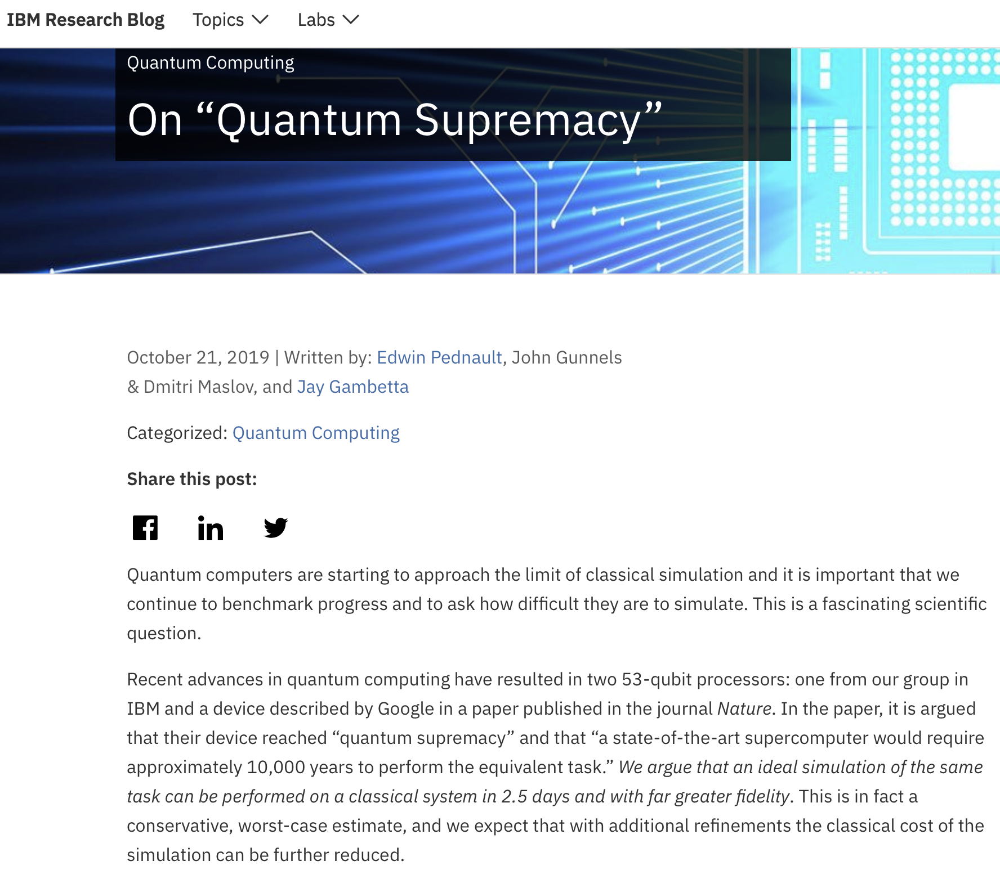 IBM Research Blog Topics Labs
Quantum Computing
On “Quantum Supremacy”
October 21, 2019 | Written by: Edwin Pednault, John Gunnels
& Dmitri Maslov, and Jay Gambetta
Categorized: Quantum Computing
Share this post:
Quantum computers are starting to approach the limit of classical simulation and it is important that we
continue to benchmark progress and to ask how difficult they are to simulate. This is a fascinating scientific
question.
Recent advances in quantum computing have resulted in two 53-qubit processors: one from our group in
IBM and a device described by Google in a paper published in the journal Nature. In the paper, it is argued
that their device reached “quantum supremacy” and that “a state-of-the-art supercomputer would require
approximately 10,000 years to perform the equivalent task.” We argue that an ideal simulation of the same
task can be performed on a classical system in 2.5 days and with far greater fidelity. This is in fact a
conservative, worst-case estimate, and we expect that with additional refinements the classical cost of the
simulation can be further reduced.